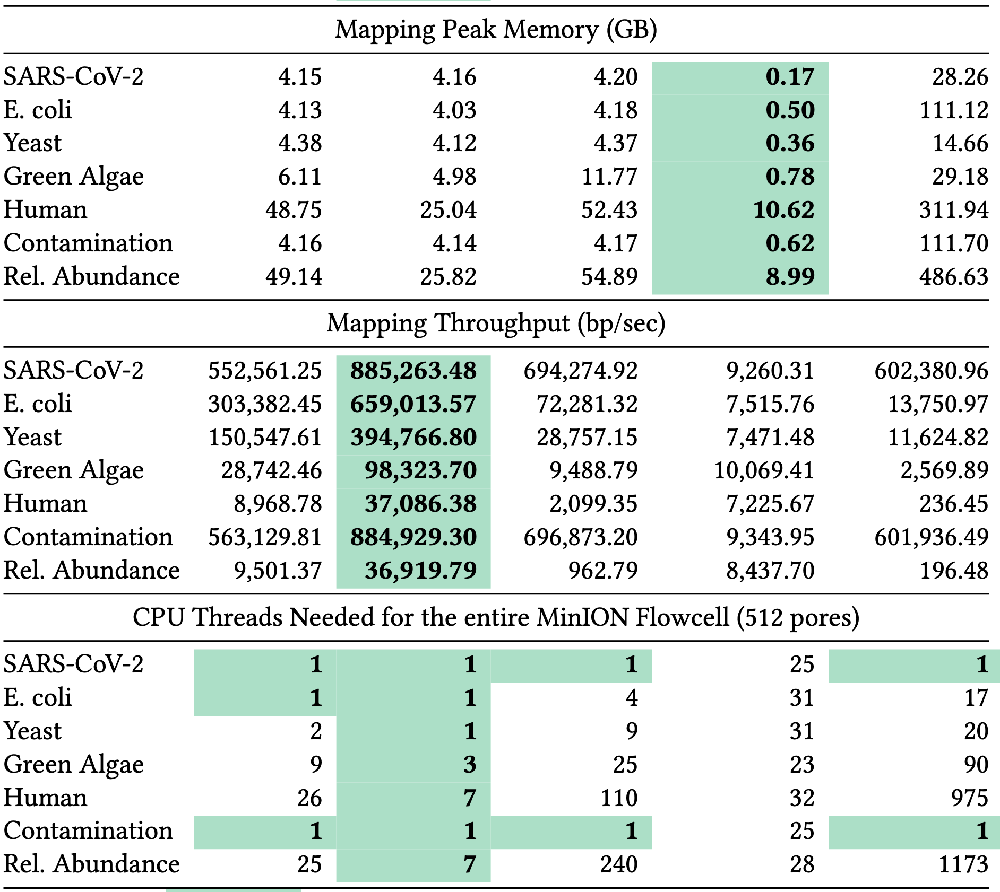 Mapping Peak Memory (GB)
SARS-CoV-2 4.15 4.16 4.20 0.17 28.26
E. coli 4.13 4.03 4.18 0.50 111.12
Yeast 4.38 4.12 4.37 0.36 14.66
Green Algae 6.11 4.98 11.77 0.78 29.18
Human 48.75 25.04 52.43 10.62 311.94
Contamination 4.16 4.14 4.17 0.62 111.70
Rel. Abundance 49.14 25.82 54.89 8.99 486.63
Mapping Throughput (bp/sec)
SARS-CoV-2 552,561.25 885,263.48 694,274.92 9,260.31 602,380.96
E. coli 303,382.45 659,013.57 72,281.32 7,515.76 13,750.97
Yeast 150,547.61 394,766.80 28,757.15 7,471.48 11,624.82
Green Algae 28,742.46 98,323.70 9,488.79 10,069.41 2,569.89
Human 8,968.78 37,086.38 2,099.35 7,225.67 236.45
Contamination 563,129.81 884,929.30 696,873.20 9,343.95 601,936.49
Rel. Abundance 9,501.37 36,919.79 962.79 8,437.70 196.48
CPU Threads Needed for the entire MinION Flowcell (512 pores)
SARS-CoV-2 1 1 1 25 1
E. coli 1 1 4 31 17
Yeast 2 1 9 31 20
Green Algae 9 3 25 23 90
Human 26 7 110 32 975
Contamination 1 1 1 25 1
Rel. Abundance 25 7 240 28 1173